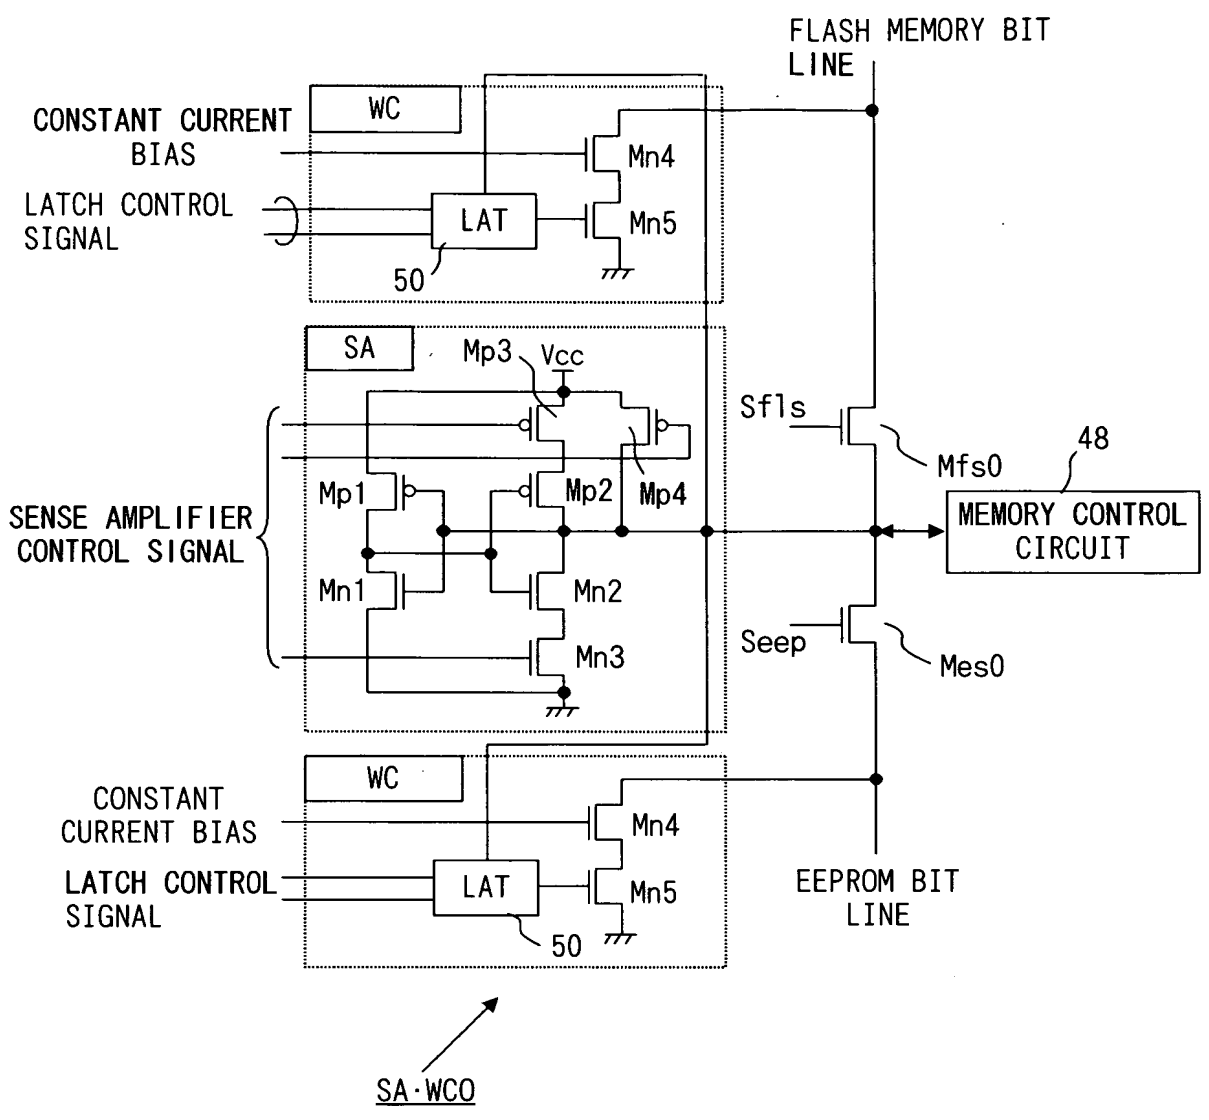 FLASH MEMORY BIT
LINE
WC
CONSTANT CURRENT
BIAS
Mn4
LATCH CONTROL
SIGNAL
LAT
Mn5
50
SA
Mp3
Vcc
Sfls
Mfs0
48
Mp1
Mp2
Mp4
SENSE AMPLIFIER
CONTROL SIGNAL
MEMORY CONTROL
CIRCUIT
Mn1
Mn2
Seep
Mn3
Mes0
WC
CONSTANT
CURRENT BIAS
Mn4
LATCH CONTROL
SIGNAL
LAT
Mn5
50
EEPROM BIT
LINE
SA·WCO